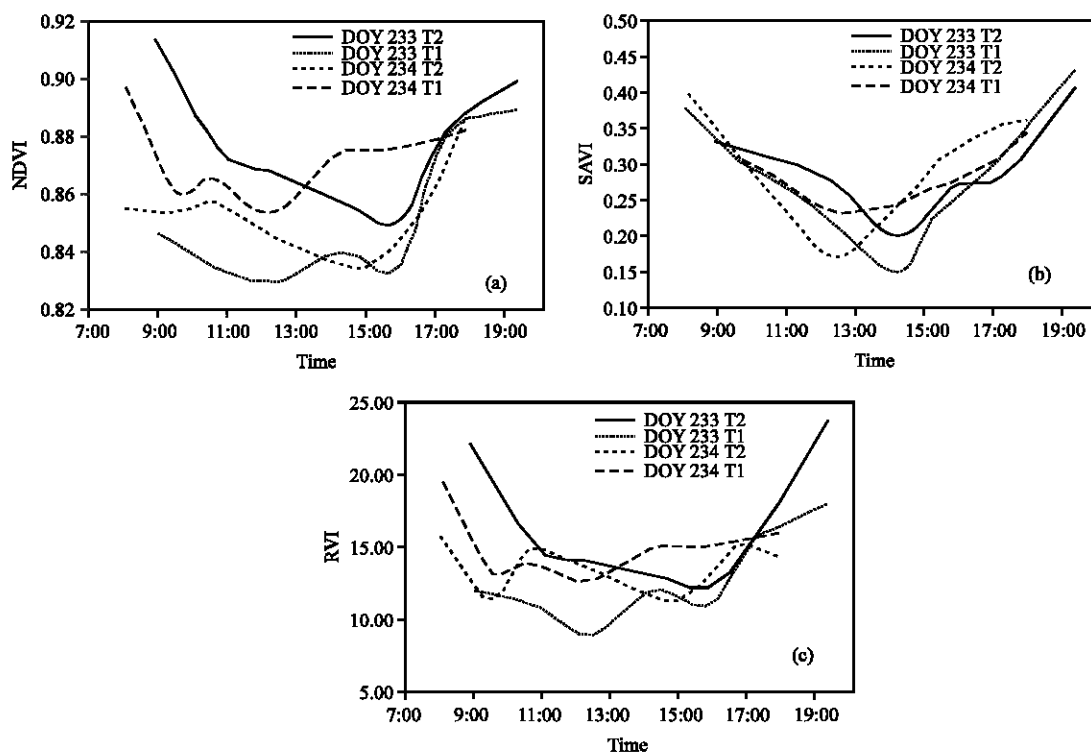 0.92
0.90
0.88
0.86
0.84
0.82
NDVI
DOY 233 T2
DOY 233 T1
DOY 234 T2
DOY 234 T1
(a)
7:00 9:00 11:00 13:00 15:00 17:00 19:00
Time
0.50
0.45
0.40
0.35
0.30
0.25
0.20
0.15
0.10
SAVI
DOY 233 T2
DOY 233 T1
DOY 234 T2
DOY 234 T1
(b)
7:00 9:00 11:00 13:00 15:00 17:00 19:00
Time
25.00
20.00
15.00
10.00
5.00
RVI
DOY 233 T2
DOY 233 T1
DOY 234 T2
DOY 234 T1
(c)
7:00 9:00 11:00 13:00 15:00 17:00 19:00
Time